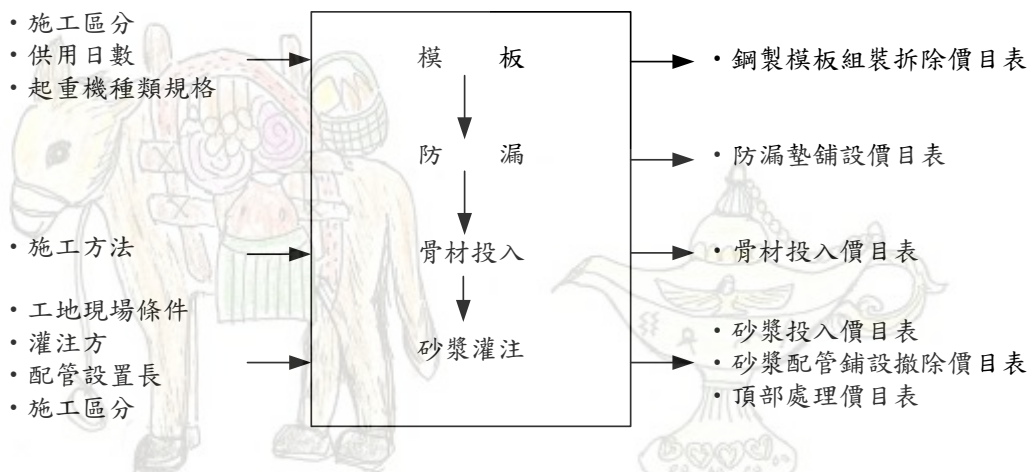 ・施工區分
・供用日數
・起重機種類規格
模　板
・鋼製模板組裝拆除價目表
防　漏
・防漏墊舖設價目表
・施工方法
骨材投入
・骨材投入價目表
・工地現場條件
・灌注方
・配管設置長
・施工區分
砂漿灌注
・砂漿投入價目表
・砂漿配管鋪設撤除價目表
・頂部處理價目表